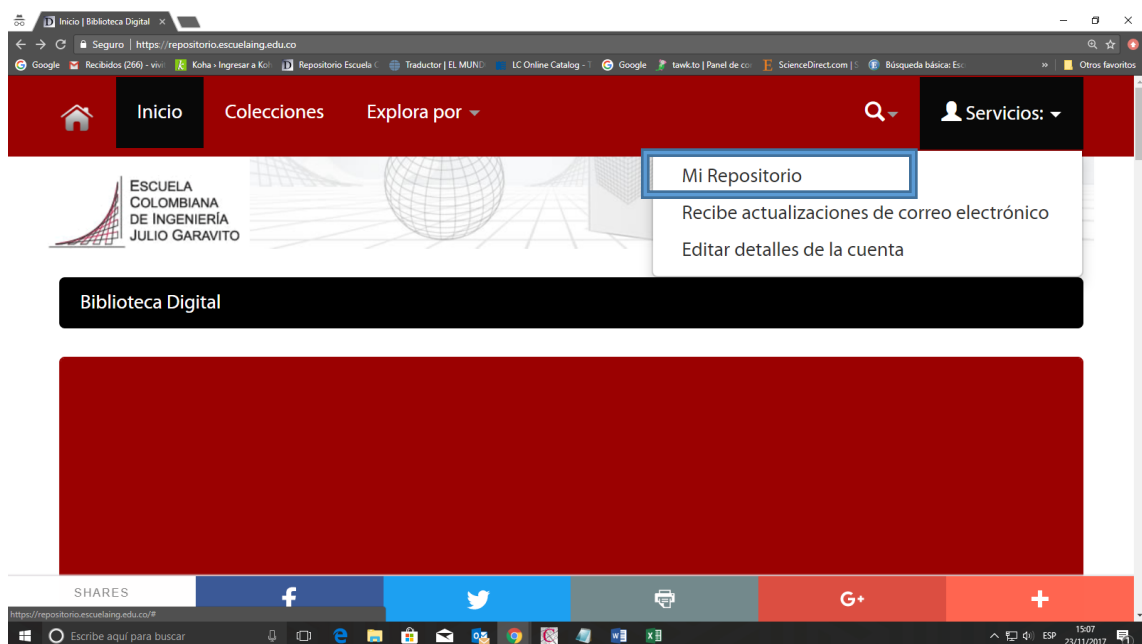 Inicio | Biblioteca Digital ×
Seguro | https://repositorio.escuelaing.edu.co
Google Recibidos (266) - vivi Koha › Ingresar a Koh Repositorio Escuela C Traductor | EL MUND LC Online Catalog - T Google tawk.to | Panel de co ScienceDirect.com | S Búsqueda básica: Esc » Otros favoritos
Inicio Colecciones Explora por Servicios:
ESCUELA
COLOMBIANA
DE INGENIERÍA
JULIO GARAVITO
Mi Repositorio
Recibe actualizaciones de correo electrónico
Editar detalles de la cuenta
Biblioteca Digital
SHARES f G+ +
https://repositorio.escuelaing.edu.co/#
Escribe aquí para buscar ESP 15:07
23/11/2017